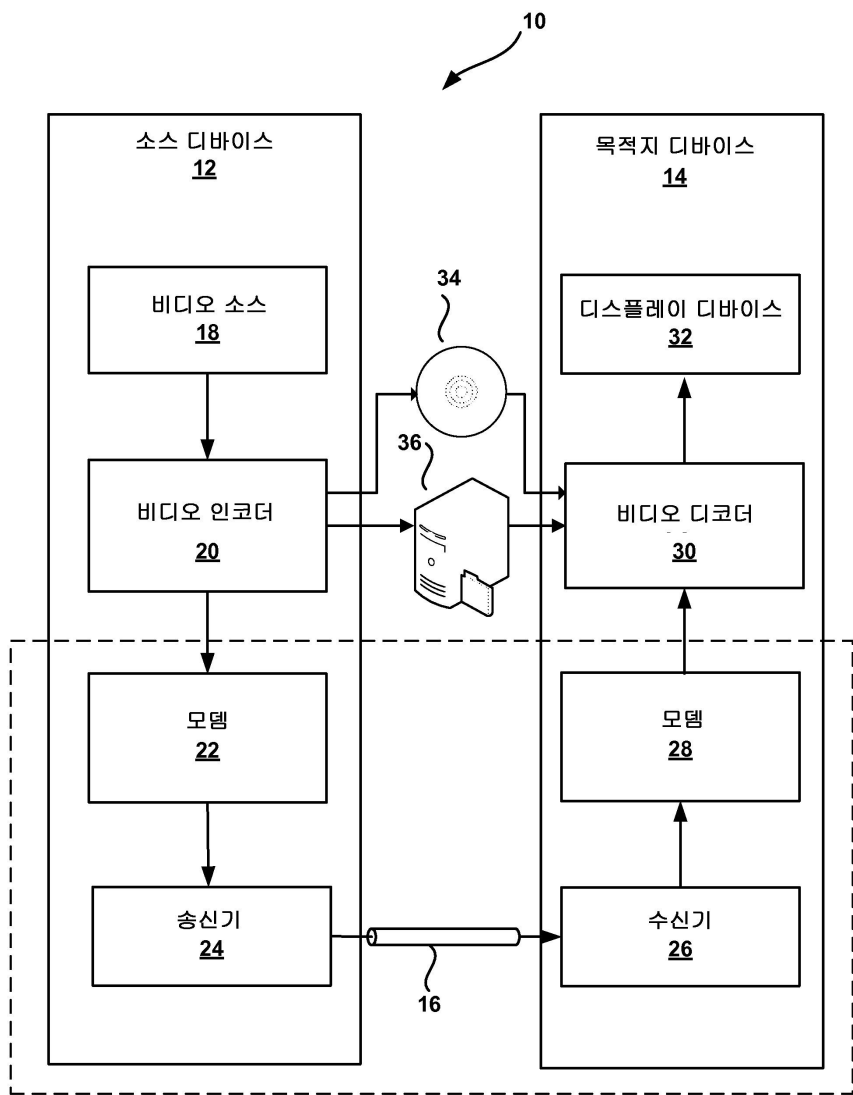 10
소스 디바이스
12
목적지 디바이스
14
비디오 소스
18
34
디스플레이 디바이스
32
36
비디오 인코더
20
비디오 디코더
30
모뎀
22
모뎀
28
송신기
24
16
수신기
26